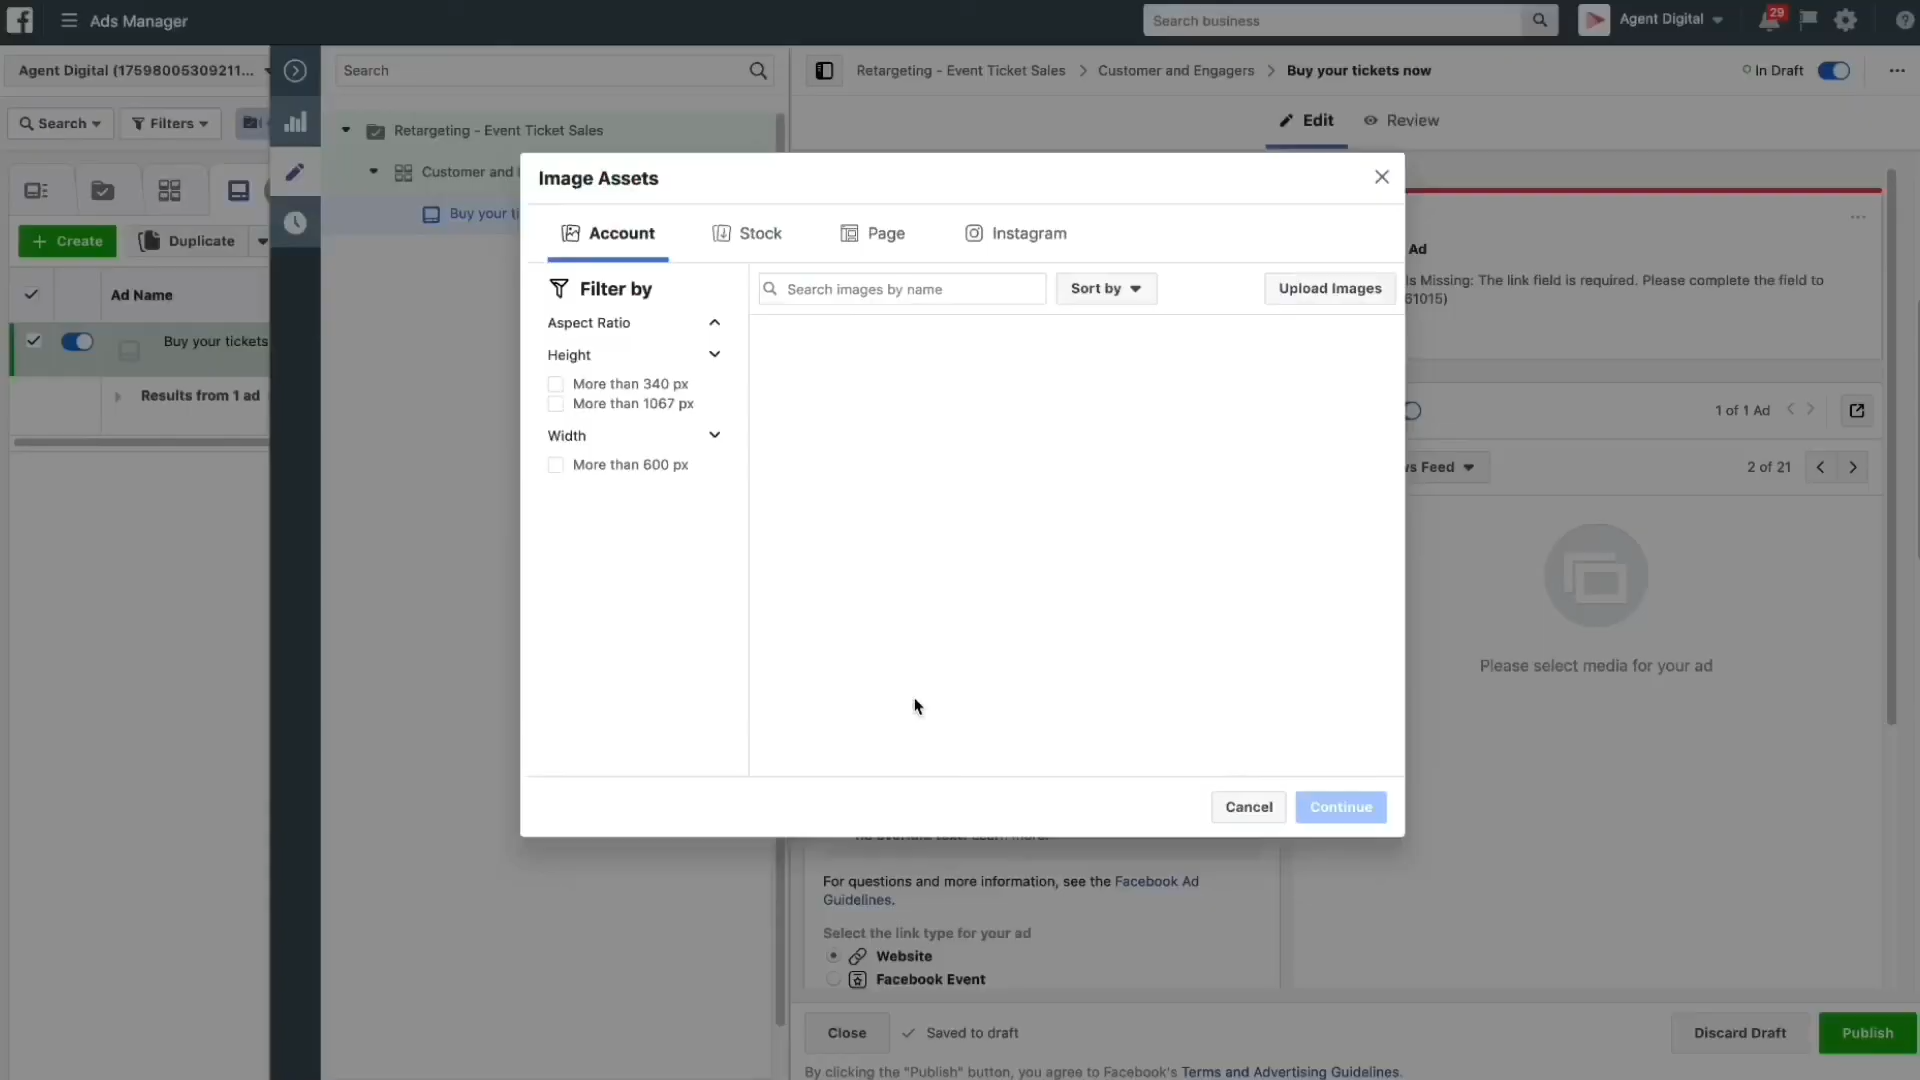 Ads Manager
Search business
Agent Digital
29
Agent Digital (17598005309211...
Search
Retargeting - Event Ticket Sales
Customer and Engagers
Buy your tickets now
In Draft
Search
Filters
Retargeting - Event Ticket Sales
Edit
Review
Customer and
Buy your ti
Image Assets
Account
Stock
Page
Instagram
Create
Duplicate
Ad
Filter by
Search images by name
Sort by
Upload Images
Is Missing: The link field is required. Please complete the field to
61015)
Ad Name
Aspect Ratio
Height
More than 340 px
More than 1067 px
Width
More than 600 px
Buy your tickets
Results from 1 ad
1 of 1 Ad
vs Feed
2 of 21
Please select media for your ad
Cancel
Continue
For questions and more information, see the Facebook Ad
Guidelines.
Select the link type for your ad
Website
Facebook Event
Close
Saved to draft
Discard Draft
Publish
By clicking the "Publish" button, you agree to Facebook's Terms and Advertising Guidelines.